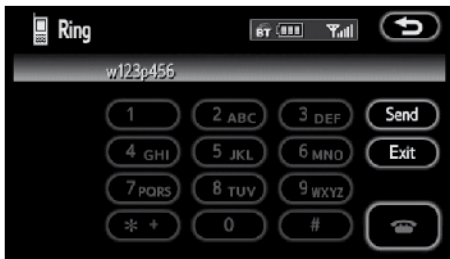 Ring
BT
w123p456
1 2 ABC 3 DEF Send
4 GHI 5 JKL 6 MNO Exit
7 PQRS 8 TUV 9 WXYZ
* + 0 #